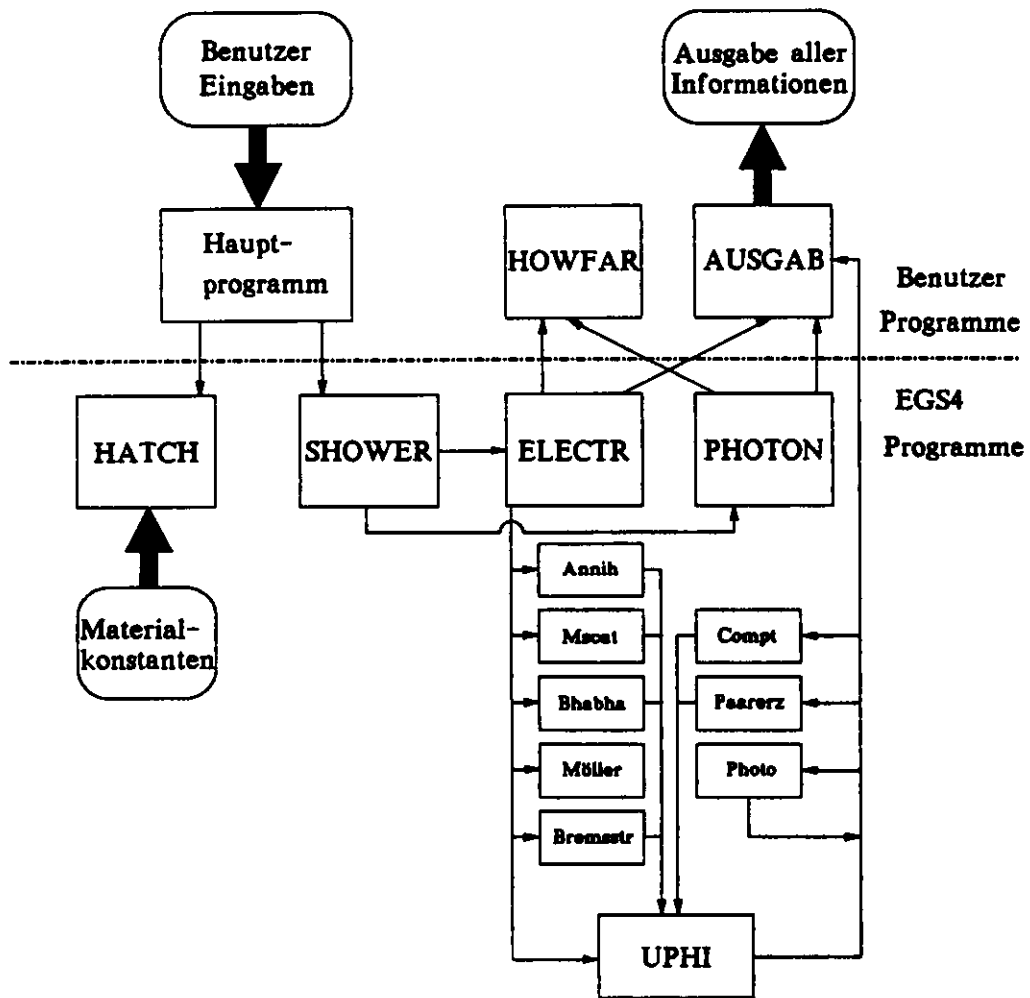 Benutzer
Eingaben
Ausgabe aller
Informationen
Haupt-
programm
HOWFAR
AUSGAB
Benutzer
Programme
EGS4
Programme
HATCH
SHOWER
ELECTR
PHOTON
Material-
konstanten
Annih
Mscat
Bhabha
Möller
Bremsstr
Compt
Paarerz
Photo
UPHI